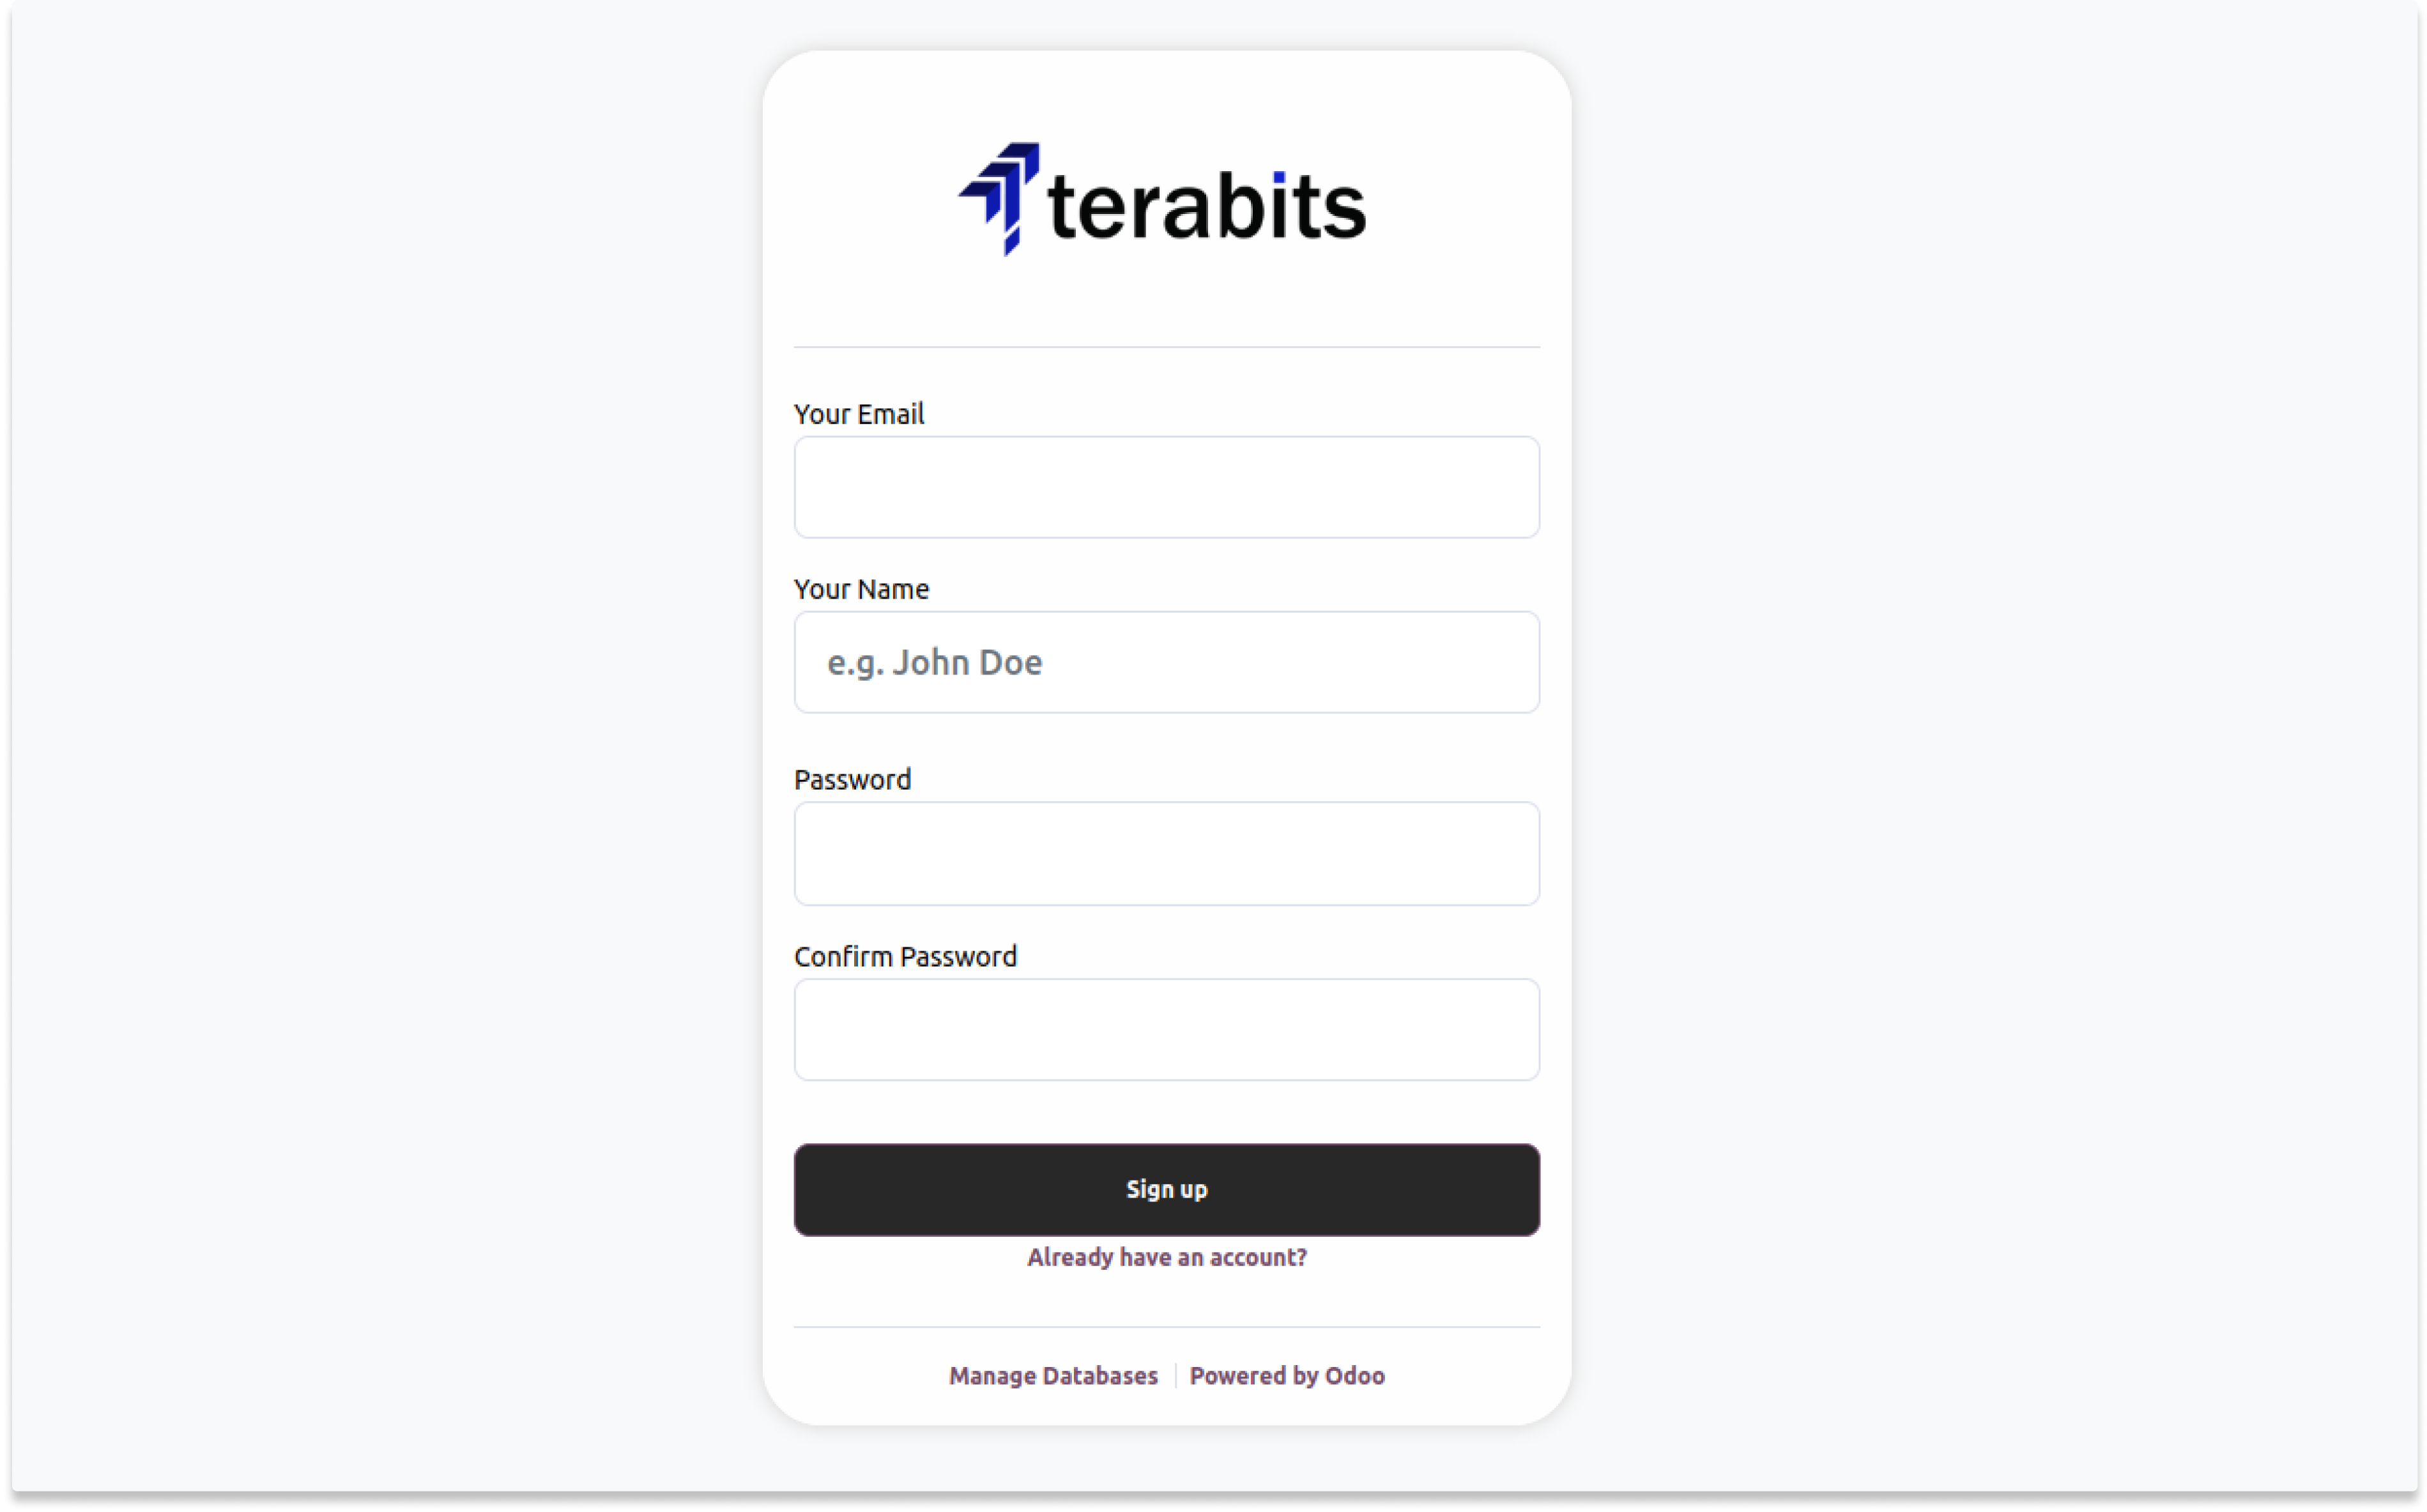 terabits
Your Email
Your Name
e.g. John Doe
Password
Confirm Password
Sign up
Already have an account?
Manage Databases | Powered by Odoo